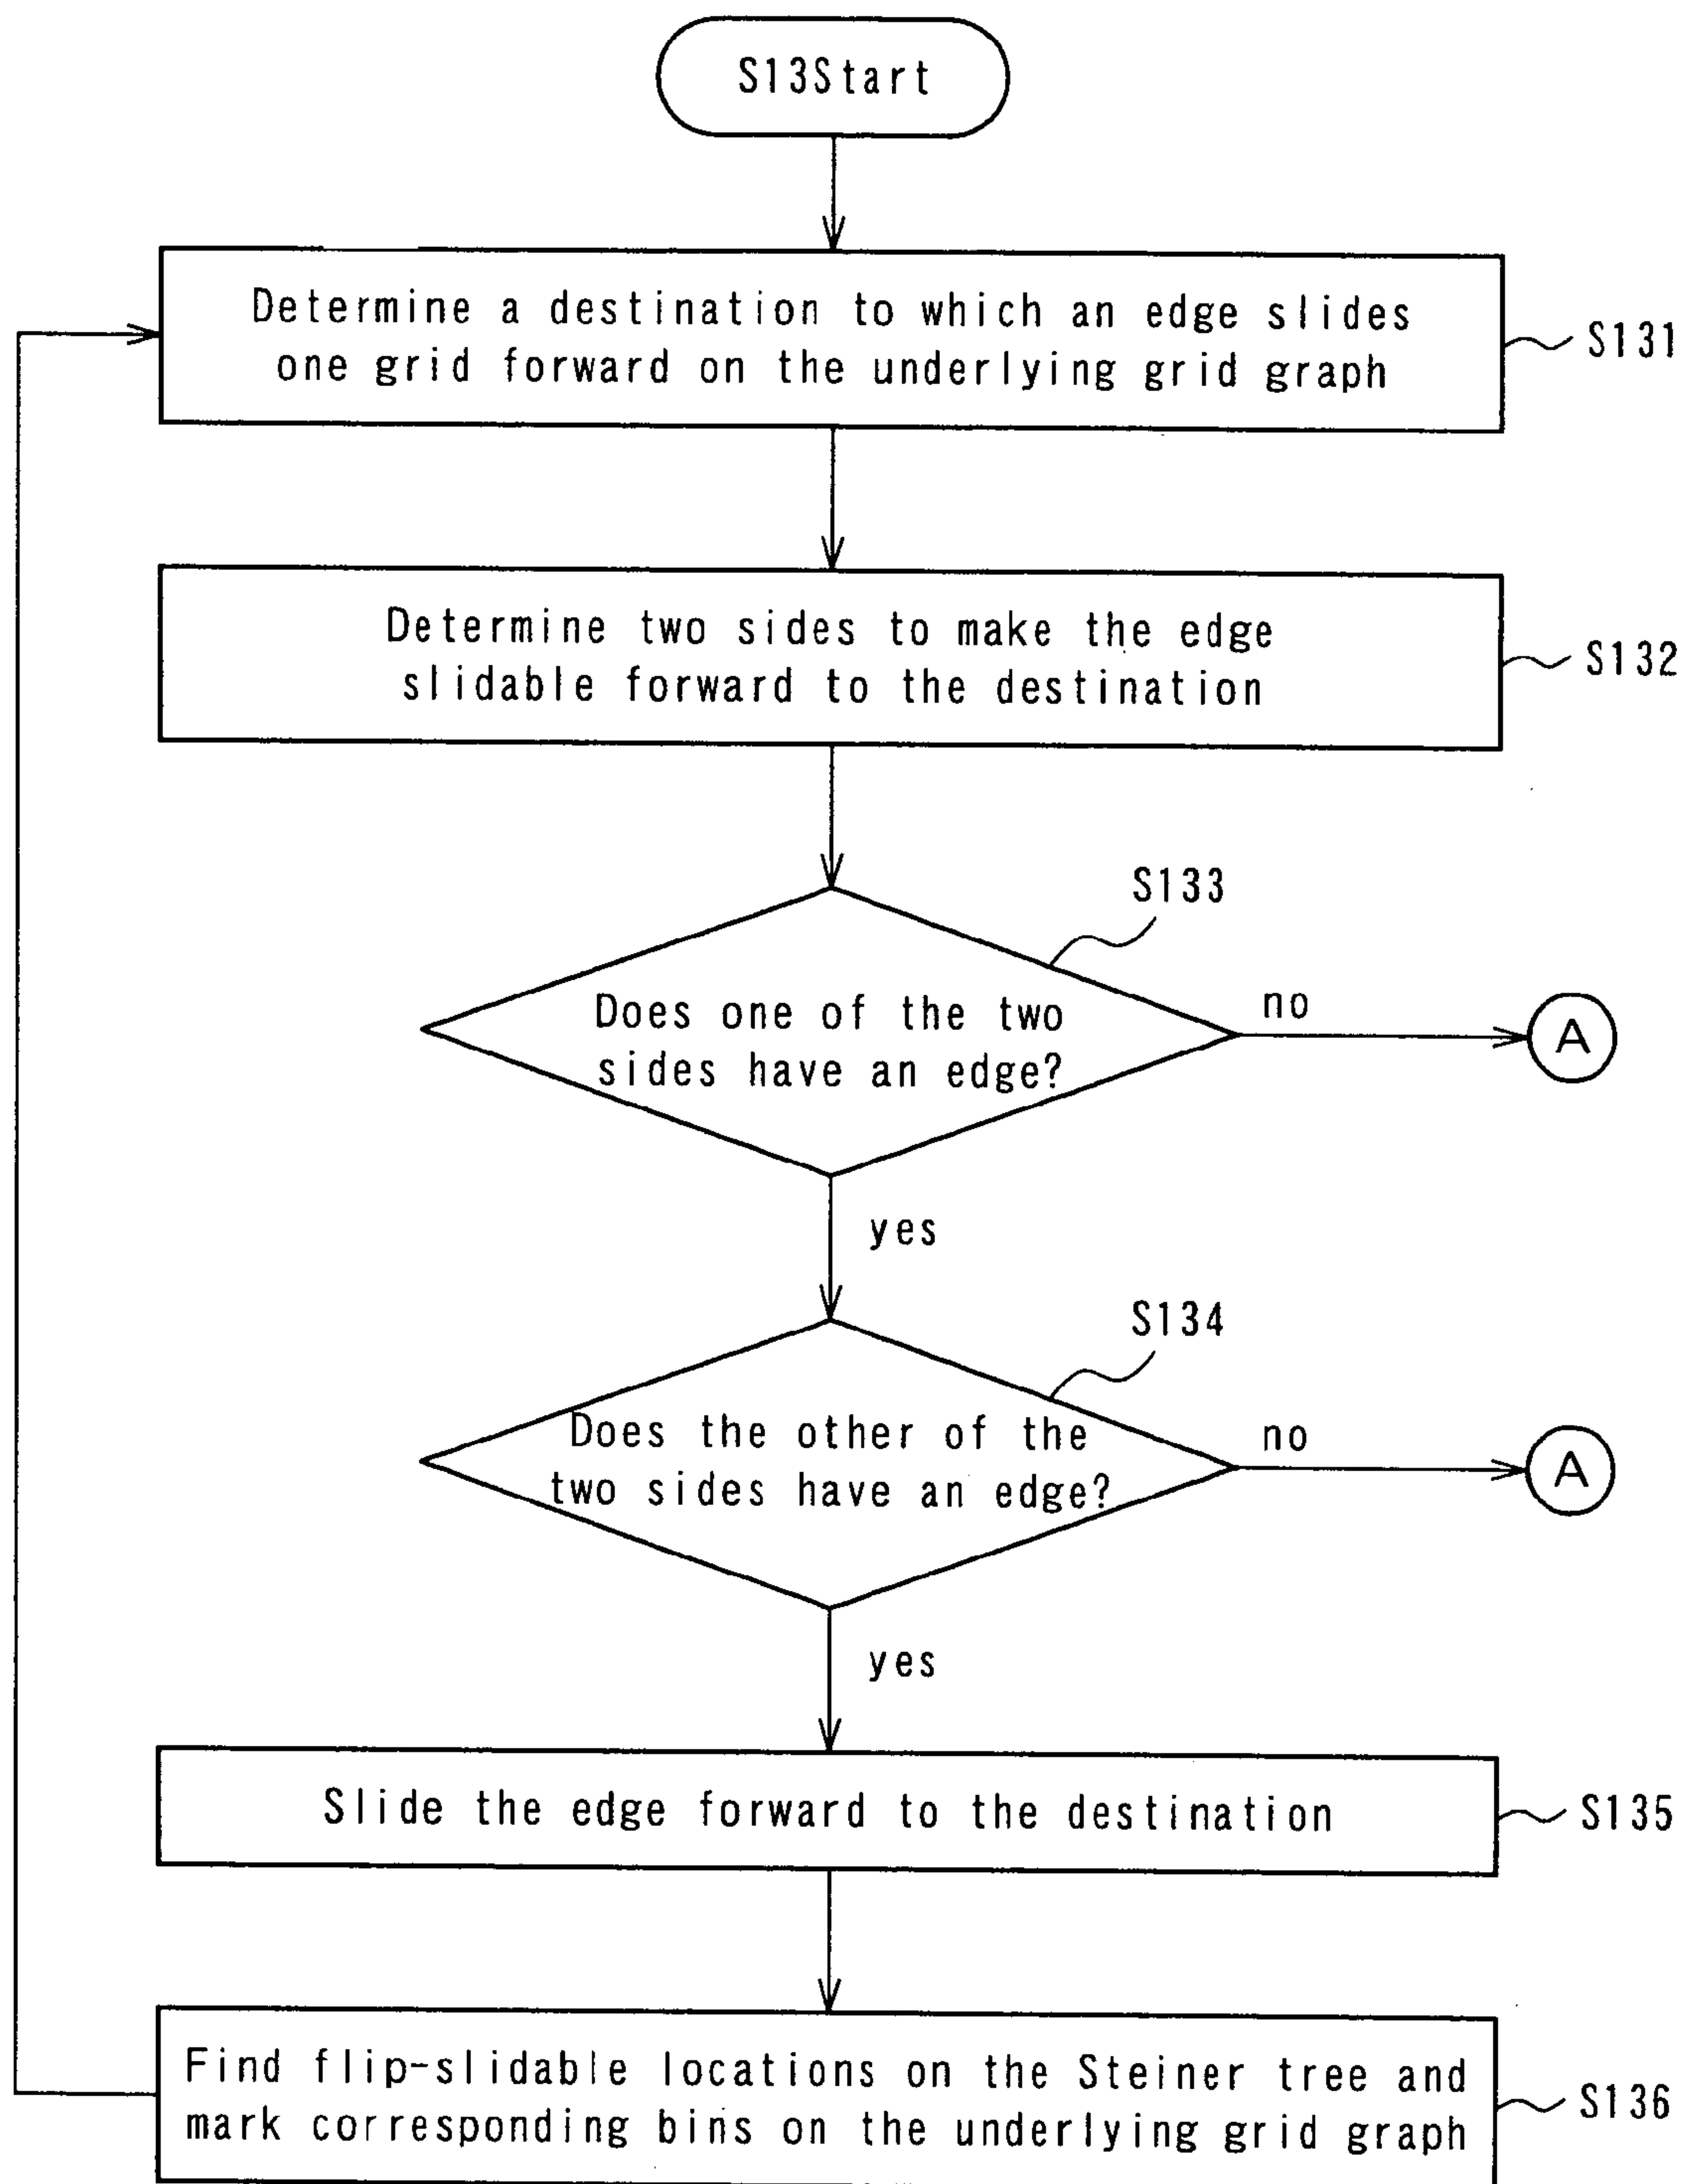 S13Start
Determine a destination to which an edge slides
one grid forward on the underlying grid graph
S131
Determine two sides to make the edge
slidable forward to the destination
S132
S133
Does one of the two
sides have an edge?
no
A
yes
S134
Does the other of the
two sides have an edge?
no
A
yes
Slide the edge forward to the destination
S135
Find flip-slidable locations on the Steiner tree and
mark corresponding bins on the underlying grid graph
S136